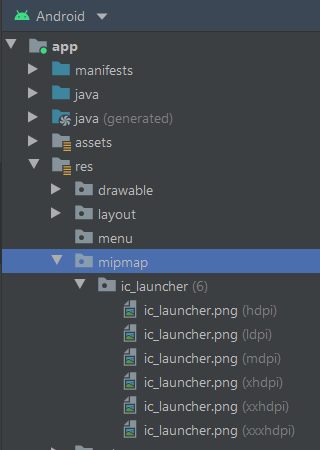 Android
app
manifests
java
java (generated)
assets
res
drawable
layout
menu
mipmap
ic_launcher (6)
ic_launcher.png (hdpi)
ic_launcher.png (ldpi)
ic_launcher.png (mdpi)
ic_launcher.png (xhdpi)
ic_launcher.png (xxhdpi)
ic_launcher.png (xxxhdpi)